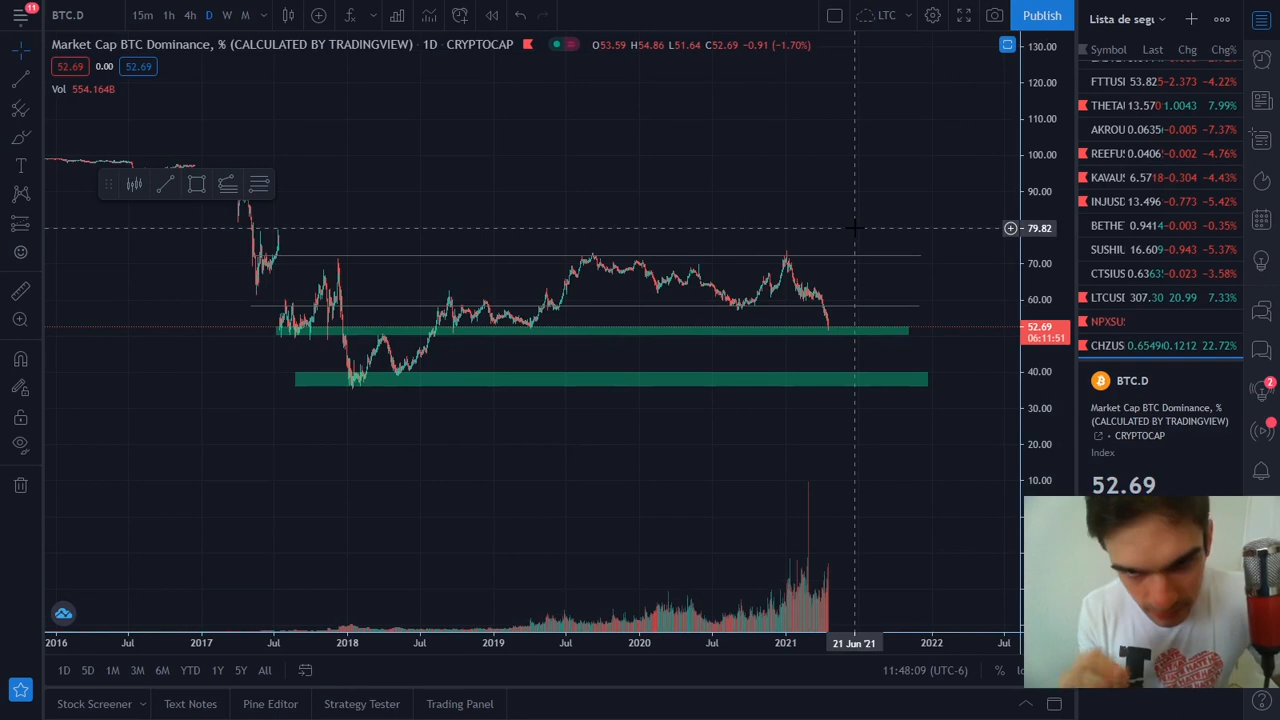 11
BTC.D
15m 1h 4h D W M
LTC
Publish
Lista de segu
Market Cap BTC Dominance, % (CALCULATED BY TRADINGVIEW) · 1D · CRYPTOCAP
O53.59 H54.86 L51.64 C52.69 -0.91 (-1.70%)
52.69 0.00 52.69
Vol 554.164B
130.00
120.00
110.00
100.00
90.00
79.82
70.00
60.00
52.69
06:11:51
40.00
30.00
20.00
10.00
2016 Jul 2017 Jul 2018 Jul 2019 Jul 2020 Jul 2021 21 Jun '21 2022 Jul
1D 5D 1M 3M 6M YTD 1Y 5Y All
11:48:09 (UTC-6) %
Stock Screener Text Notes Pine Editor Strategy Tester Trading Panel
Symbol Last Chg Chg%
FTTUSI 53.825 -2.373 -4.22%
THETAI 13.570 1.0043 7.99%
AKROU 0.0635 -0.005 -7.37%
REEFU 0.0406 -0.002 -4.76%
KAVAU 6.5718 -0.304 -4.43%
INJUSD 13.496 -0.773 -5.42%
BETHE 0.9414 -0.003 -0.35%
SUSHII 16.609 -0.943 -5.37%
CTSIUS 0.6363 -0.023 -3.58%
LTCUSI 307.30 20.99 7.33%
NPXSU
CHZUS 0.6549 0.1212 22.72%
BTC.D
Market Cap BTC Dominance, %
(CALCULATED BY TRADINGVIEW)
CRYPTOCAP
Index
52.69
2
I